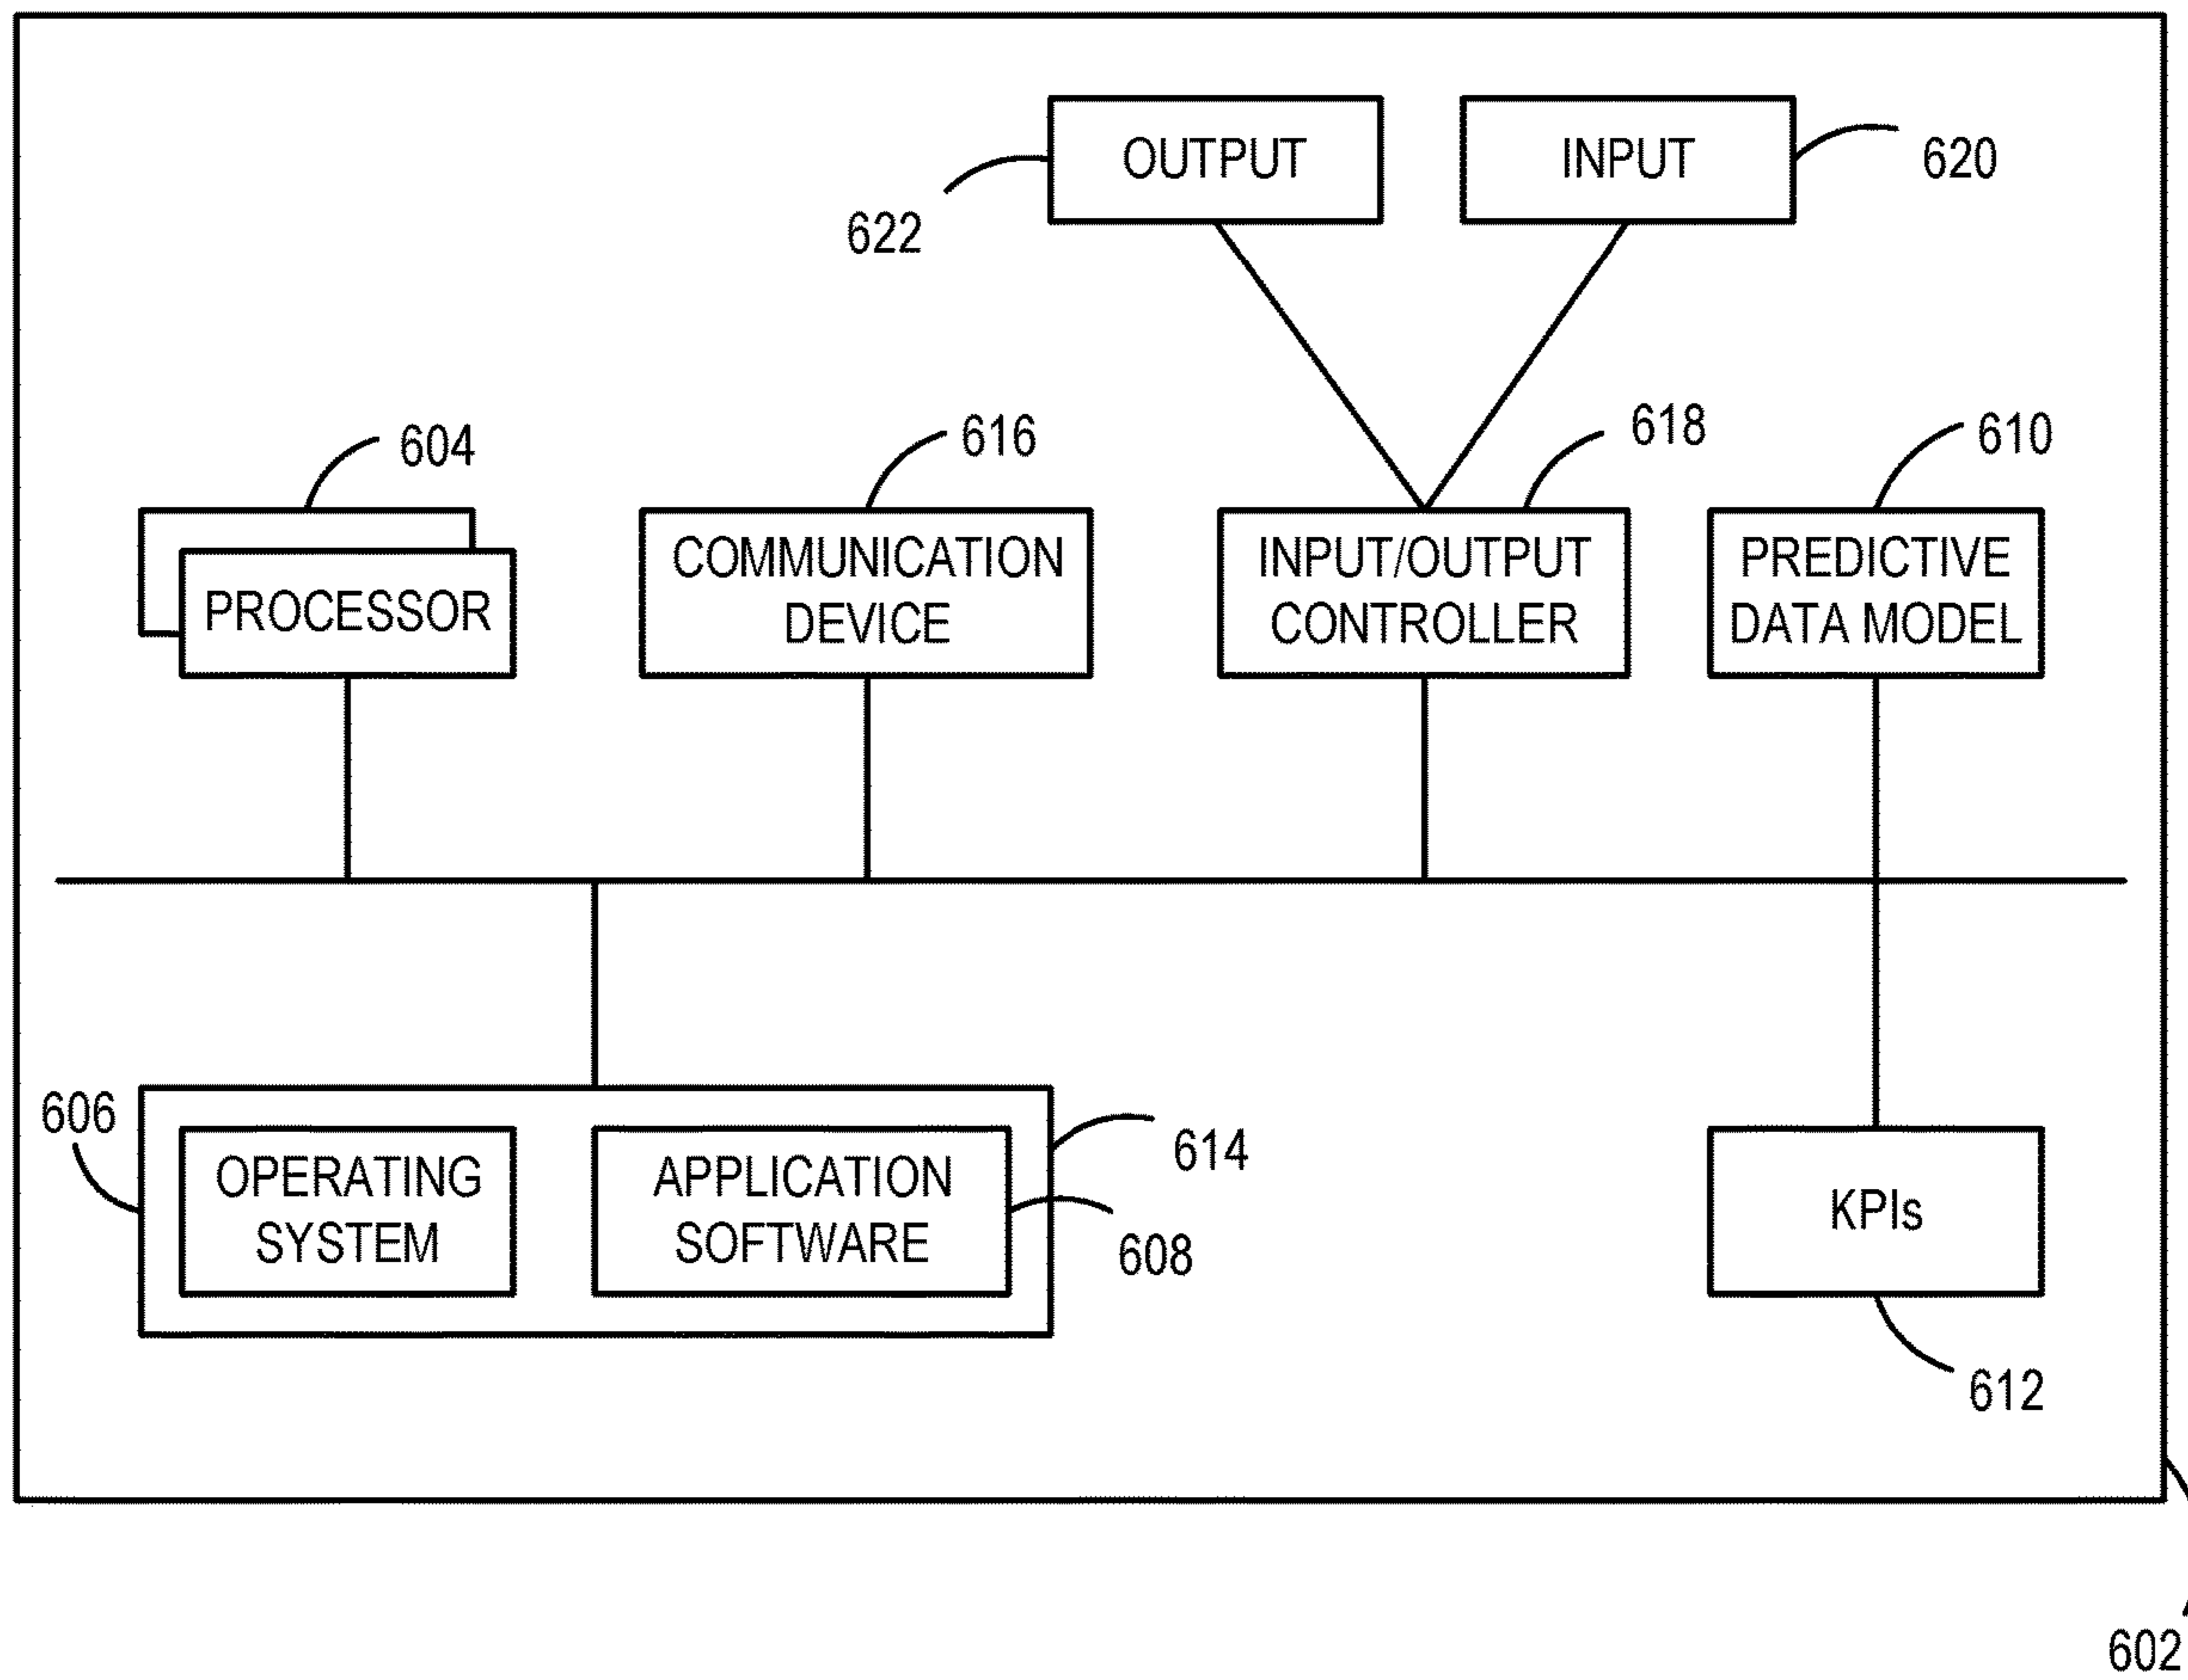 OUTPUT
INPUT
620
622
604
616
618
610
PROCESSOR
COMMUNICATION
DEVICE
INPUT/OUTPUT
CONTROLLER
PREDICTIVE
DATA MODEL
606
OPERATING
SYSTEM
APPLICATION
SOFTWARE
614
608
KPIs
612
602